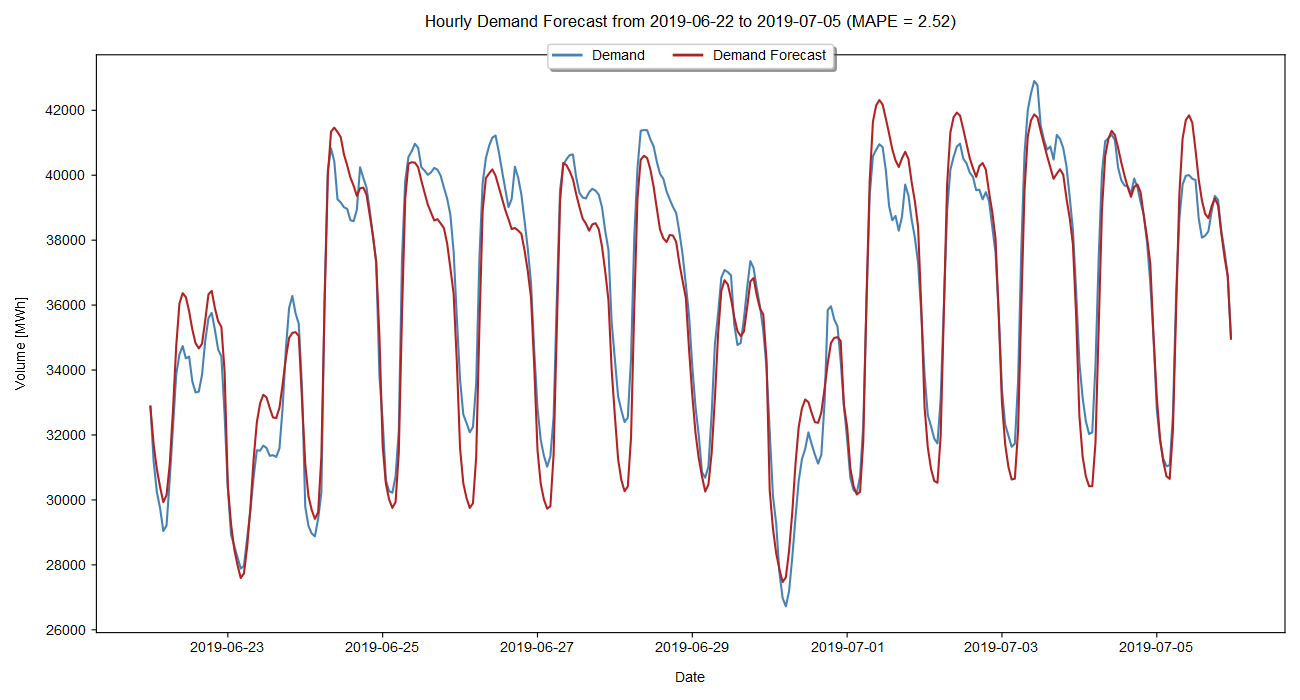 Hourly Demand Forecast from 2019-06-22 to 2019-07-05 (MAPE = 2.52)
Demand Demand Forecast
Volume [MWh]
42000
40000
38000
36000
34000
32000
30000
28000
26000
2019-06-23 2019-06-25 2019-06-27 2019-06-29 2019-07-01 2019-07-03 2019-07-05
Date